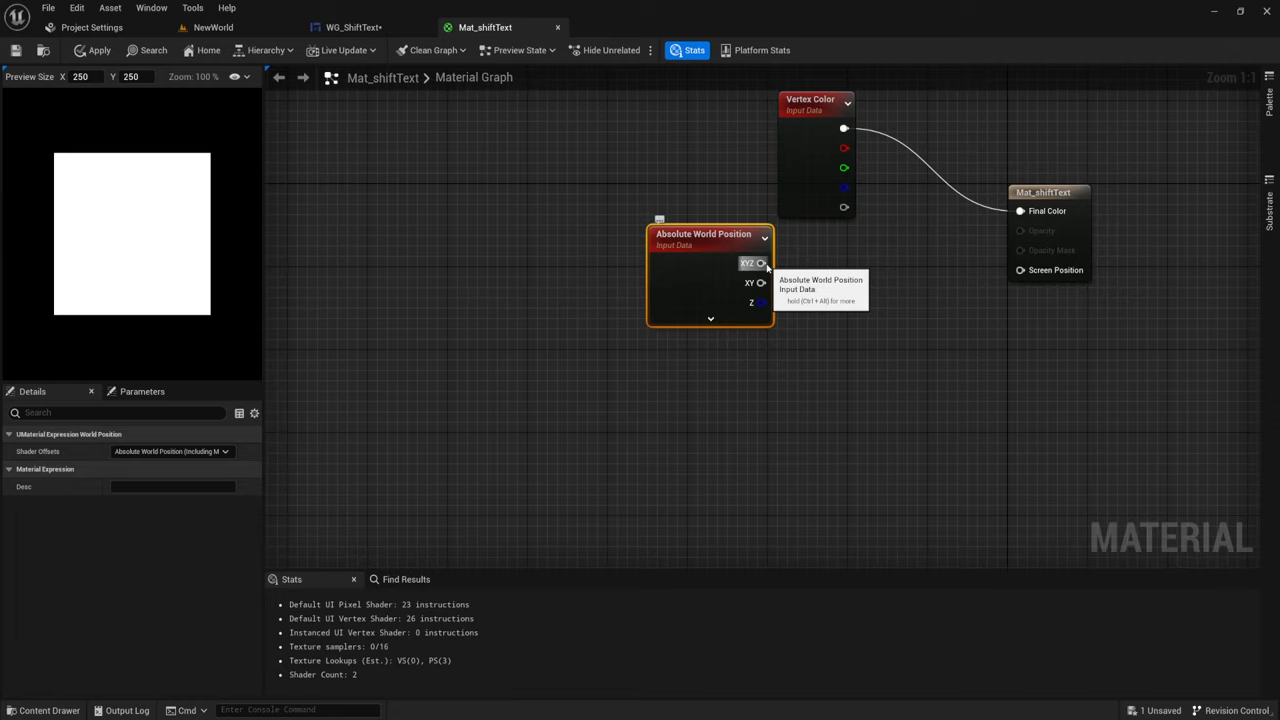 File Edit Asset Window Tools Help
Project Settings NewWorld WG_ShiftText• Mat_shiftText
Apply Search Home Hierarchy Live Update Clean Graph Preview State Hide Unrelated Stats Platform Stats
Preview Size X 250 Y 250 Zoom: 100 %
Mat_shiftText > Material Graph
Zoom 1:1
Palette
Substrate
Vertex Color
Input Data
Mat_shiftText
Final Color
Opacity
Opacity Mask
Screen Position
Absolute World Position
Input Data
XYZ
XY
Z
Absolute World Position
Input Data
hold (Ctrl + Alt) for more
Details Parameters
Search
UMaterial Expression World Position
Shader Offsets Absolute World Position (Including M
Material Expression
Desc
MATERIAL
Stats Find Results
• Default UI Pixel Shader: 23 instructions
• Default UI Vertex Shader: 26 instructions
• Instanced UI Vertex Shader: 0 instructions
• Texture samplers: 0/16
• Texture Lookups (Est.): VS(0), PS(3)
• Shader Count: 2
Content Drawer Output Log Cmd Enter Console Command 1 Unsaved Revision Control